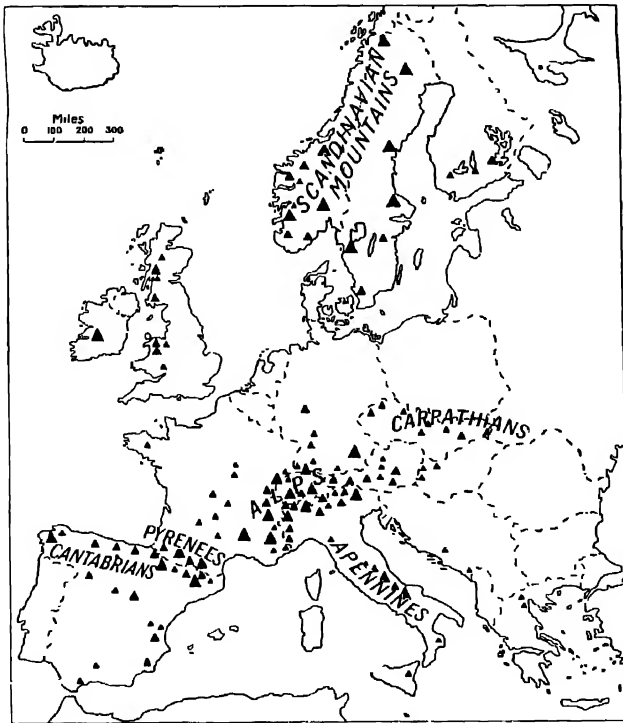 SCANDINAVIAN
MOUNTAINS
Miles
0 100 200 300
CARPATHIANS
ALPS
PYRENEES
CANTABRIANS
APENNINES